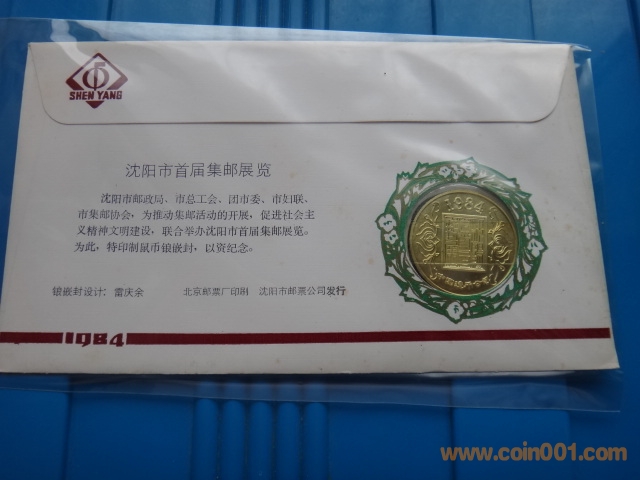 SHEN YANG
沈阳市首届集邮展览
沈阳市邮政局、市总工会、团市委、市妇联、
市集邮协会,为推动集邮活动的开展,促进社会主
义精神文明建设,联合举办沈阳市首届集邮展览。
为此,特印制鼠币镶嵌封,以资纪念。
镶嵌封设计:雷庆余 北京邮票厂印刷 沈阳市邮票公司发行
1984
1984
www.coin001.com